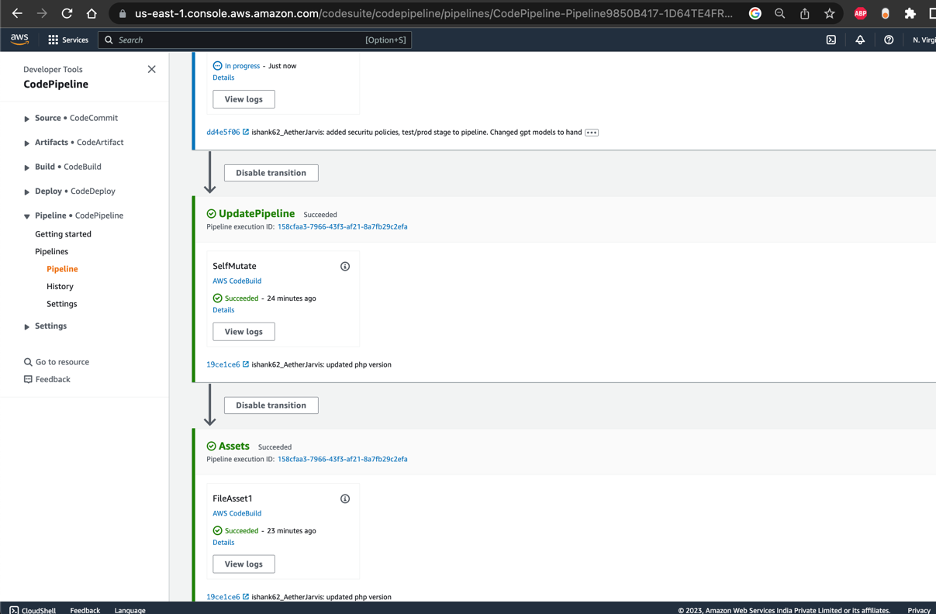 us-east-1.console.aws.amazon.com/codesuite/codepipeline/pipelines/CodePipeline-Pipeline9850B417-1D64TE4FR...
ABP
aws
Services
Search
[Option+S]
N. Virgi
Developer Tools
CodePipeline
Source • CodeCommit
Artifacts • CodeArtifact
Build • CodeBuild
Deploy • CodeDeploy
Pipeline • CodePipeline
Getting started
Pipelines
Pipeline
History
Settings
Settings
Go to resource
Feedback
In progress - Just now
Details
View logs
dd4e5f06 ishank62_AetherJarvis: added securitu policies, test/prod stage to pipeline. Changed gpt models to hand
Disable transition
UpdatePipeline Succeeded
Pipeline execution ID: 158cfaa3-7966-43f3-af21-8a7fb29c2efa
SelfMutate
AWS CodeBuild
Succeeded - 24 minutes ago
Details
View logs
19ce1ce6 ishank62_AetherJarvis: updated php version
Disable transition
Assets Succeeded
Pipeline execution ID: 158cfaa3-7966-43f3-af21-8a7fb29c2efa
FileAsset1
AWS CodeBuild
Succeeded - 23 minutes ago
Details
View logs
19ce1ce6 ishank62_AetherJarvis: updated php version
CloudShell Feedback Language © 2023, Amazon Web Services India Private Limited or its affiliates. Privacy